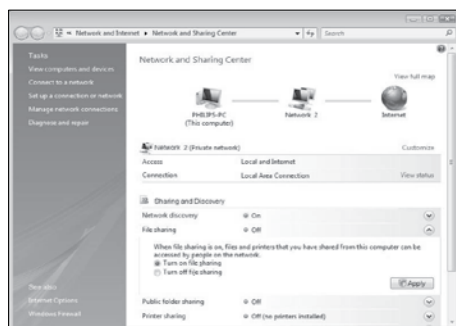 Network and Internet ▸ Network and Sharing Center
Search
Tasks
View computers and devices
Connect to a network
Set up a connection or network
Manage network connections
Diagnose and repair
See also
Internet Options
Windows Firewall
Network and Sharing Center
View full map
PHILIPS-PC
(This computer)
Network 2
Internet
Network 2 (Private network)
Customize
Access Local and Internet
Connection Local Area Connection
View status
Sharing and Discovery
Network discovery On
File sharing Off
When file sharing is on, files and printers that you have shared from this computer can be
accessed by people on the network.
Turn on file sharing
Turn off file sharing
Apply
Public folder sharing Off
Printer sharing Off (no printers installed)